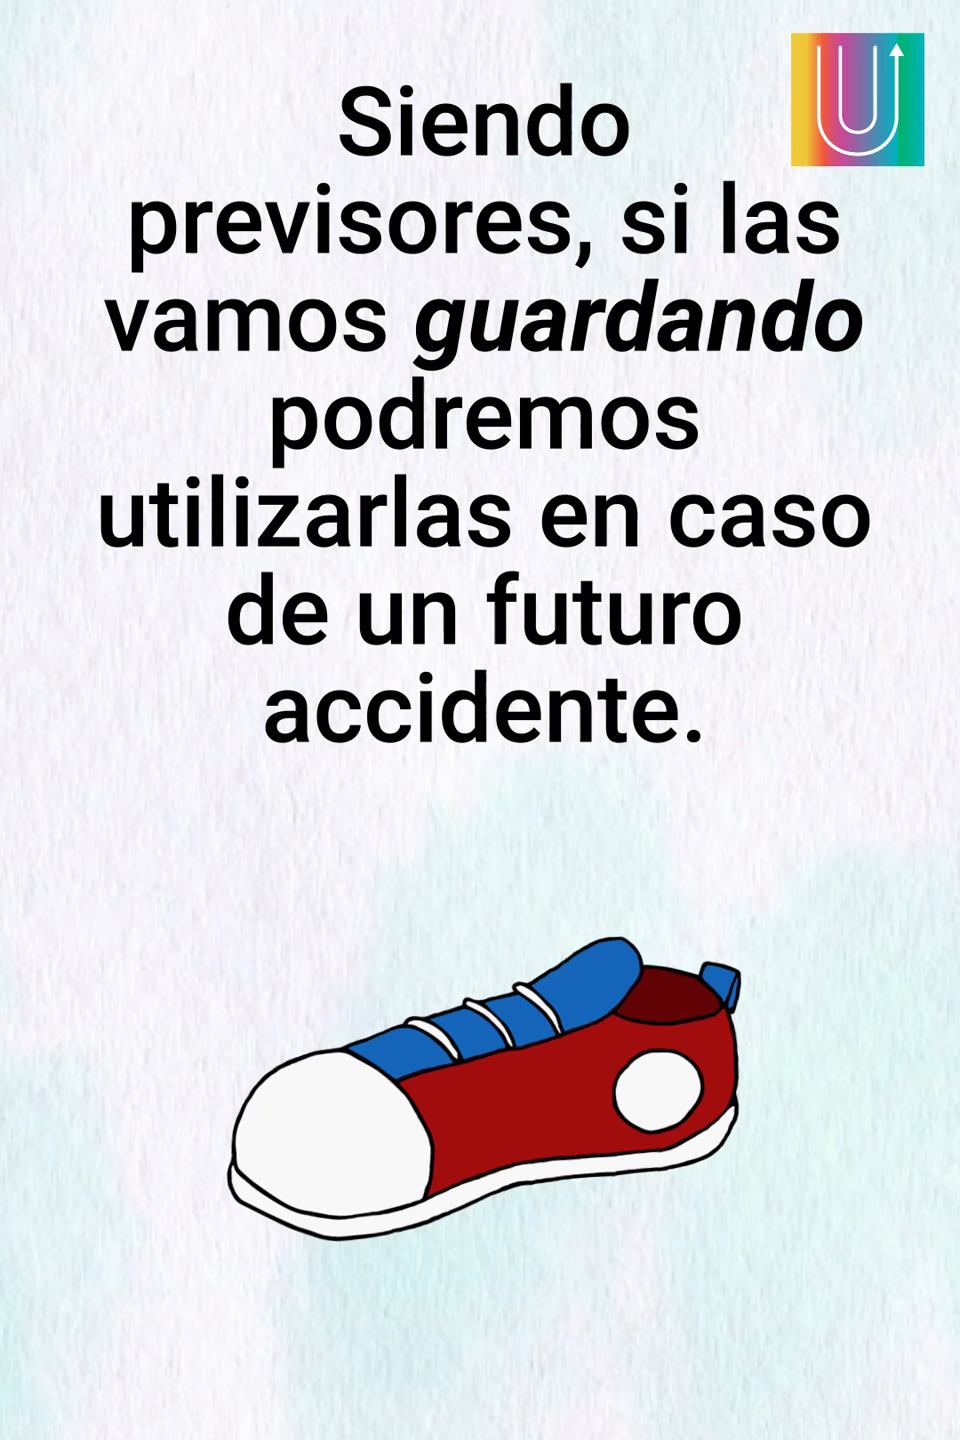 Siendo
previsores, si las
vamos guardando
podremos
utilizarlas en caso
de un futuro
accidente.